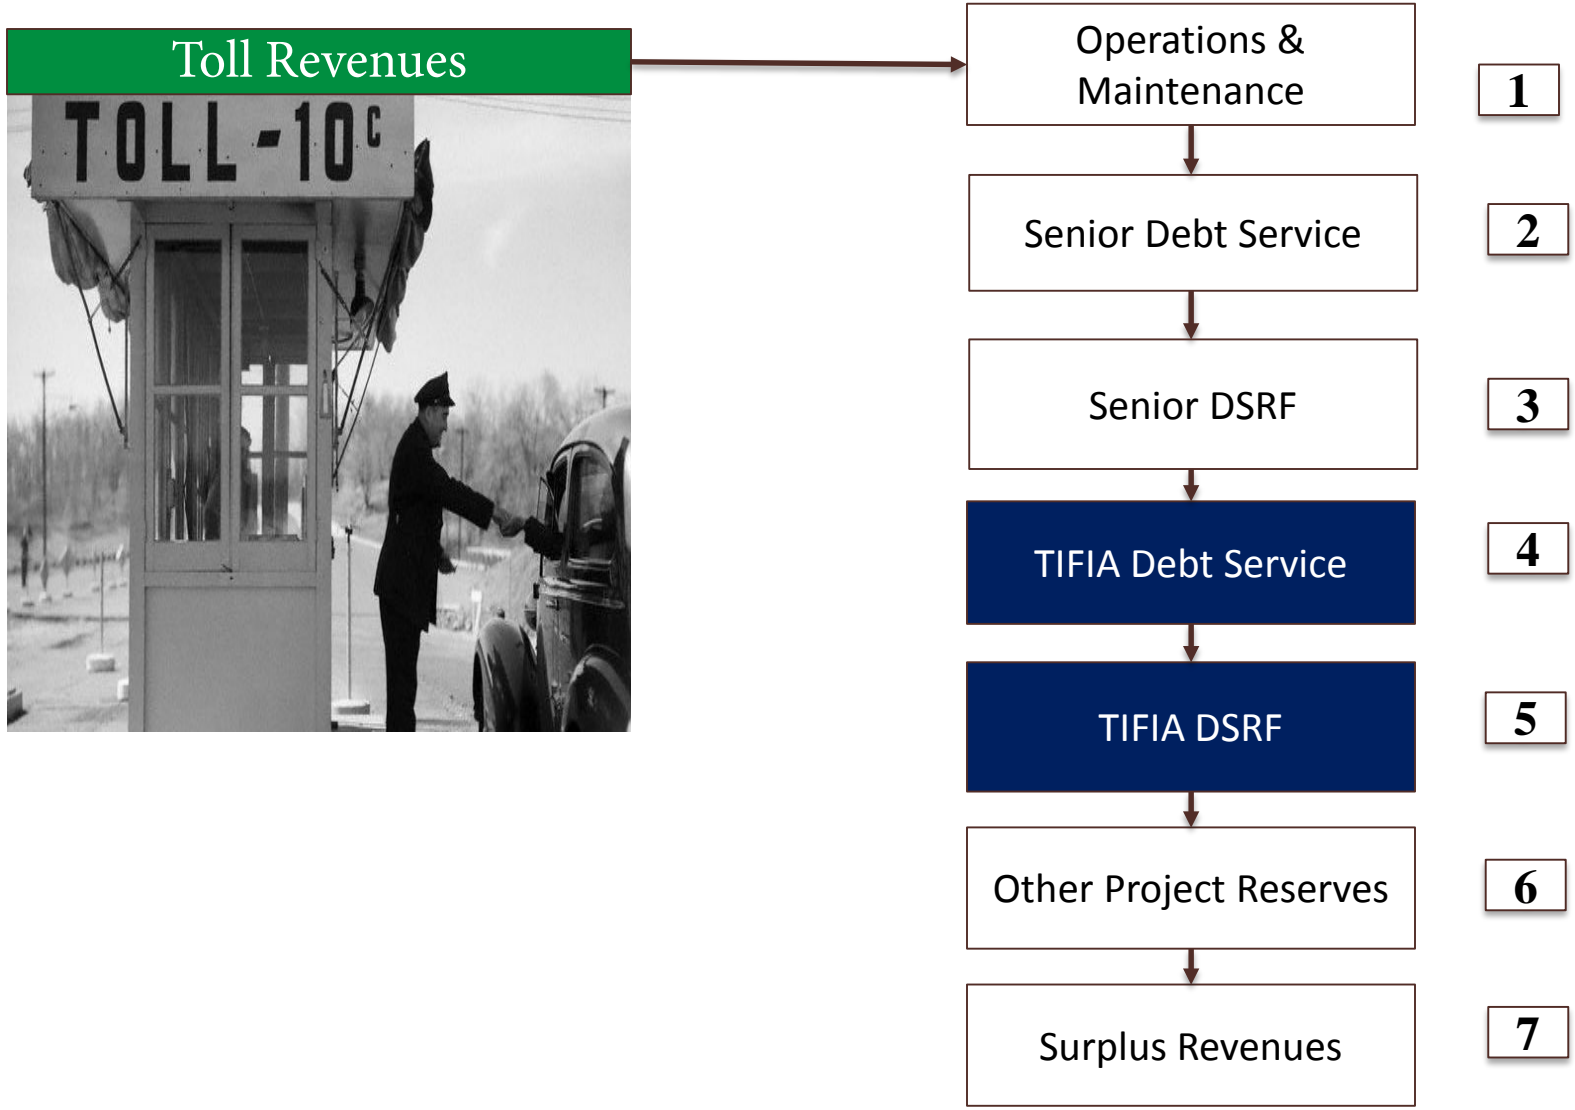 Toll Revenues
TOLL-10c
Operations &
Maintenance
1
Senior Debt Service
2
Senior DSRF
3
TIFIA Debt Service
4
TIFIA DSRF
5
Other Project Reserves
6
Surplus Revenues
7